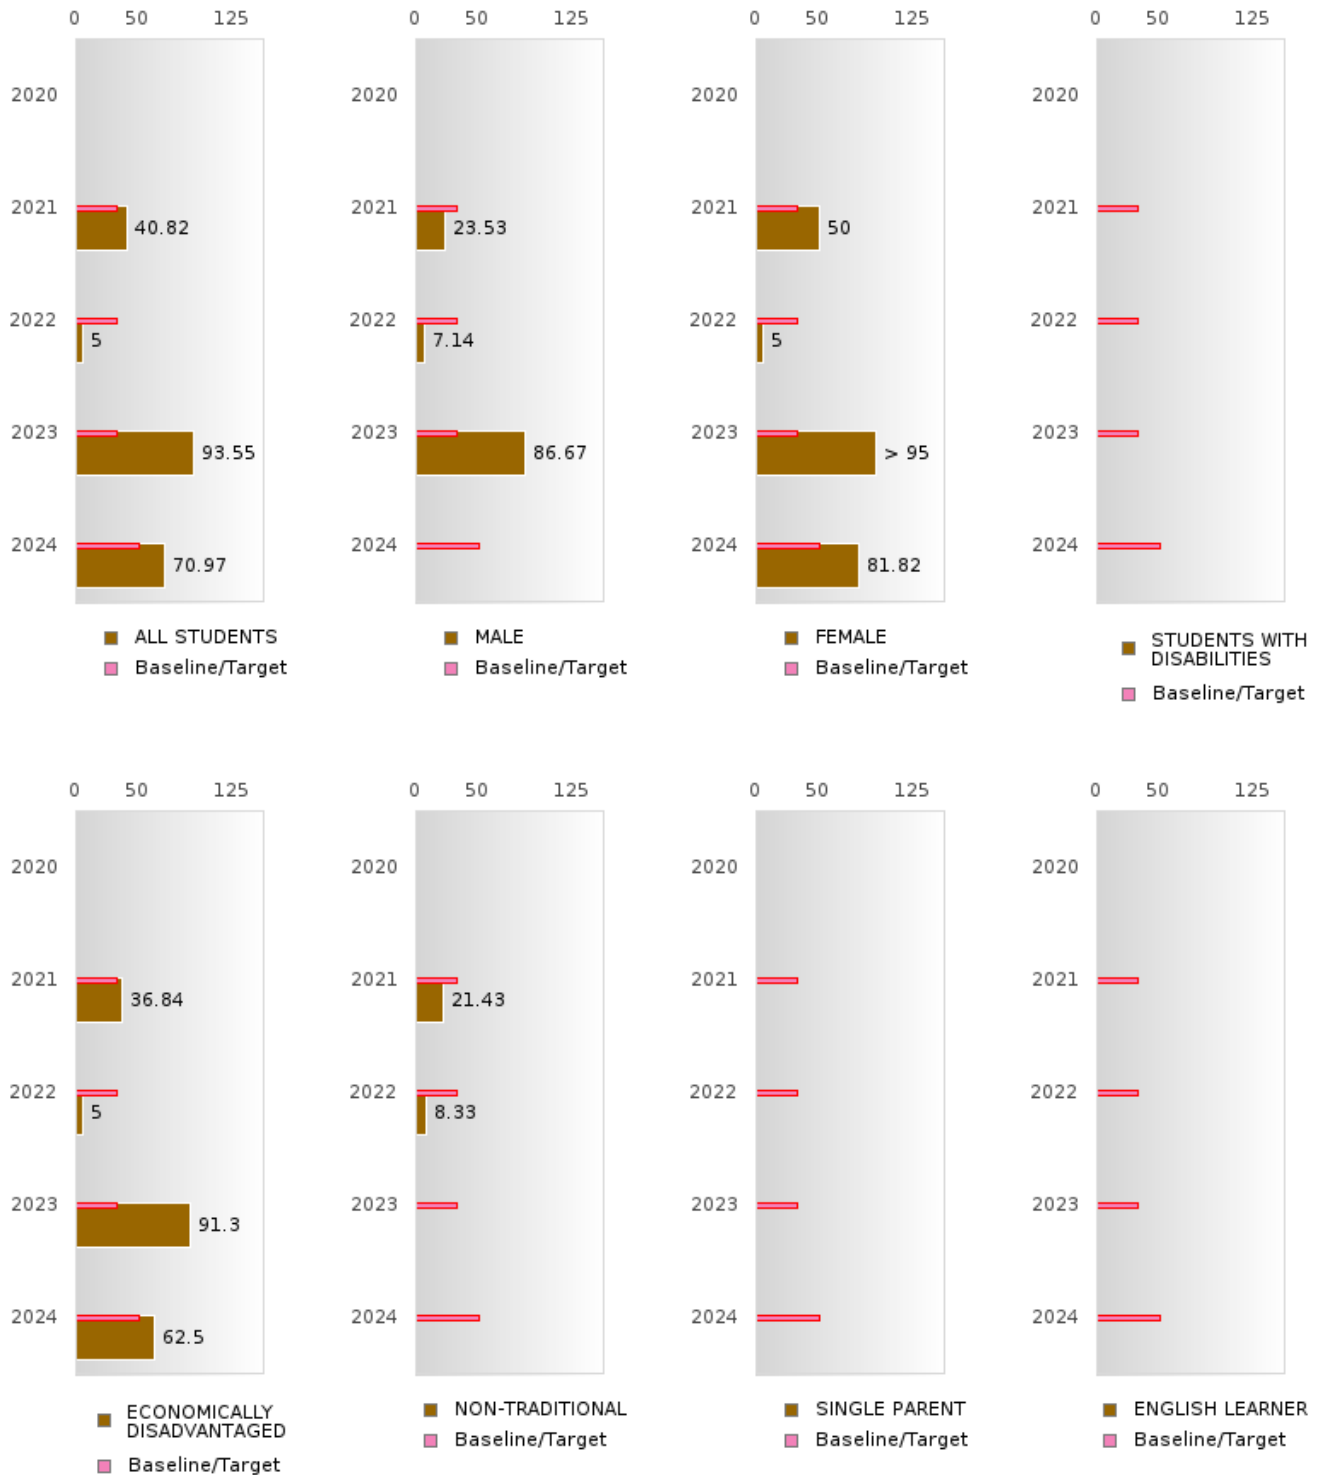 0 50 125
2020
2021
40.82
2022
5
2023
93.55
2024
70.97
ALL STUDENTS
Baseline/Target
0 50 125
2020
2021
23.53
2022
7.14
2023
86.67
2024
MALE
Baseline/Target
0 50 125
2020
2021
50
2022
5
2023
> 95
2024
81.82
FEMALE
Baseline/Target
0 50 125
2020
2021
2022
2023
2024
STUDENTS WITH
DISABILITIES
Baseline/Target
0 50 125
2020
2021
36.84
2022
5
2023
91.3
2024
62.5
ECONOMICALLY
DISADVANTAGED
Baseline/Target
0 50 125
2020
2021
21.43
2022
8.33
2023
2024
NON-TRADITIONAL
Baseline/Target
0 50 125
2020
2021
2022
2023
2024
SINGLE PARENT
Baseline/Target
0 50 125
2020
2021
2022
2023
2024
ENGLISH LEARNER
Baseline/Target